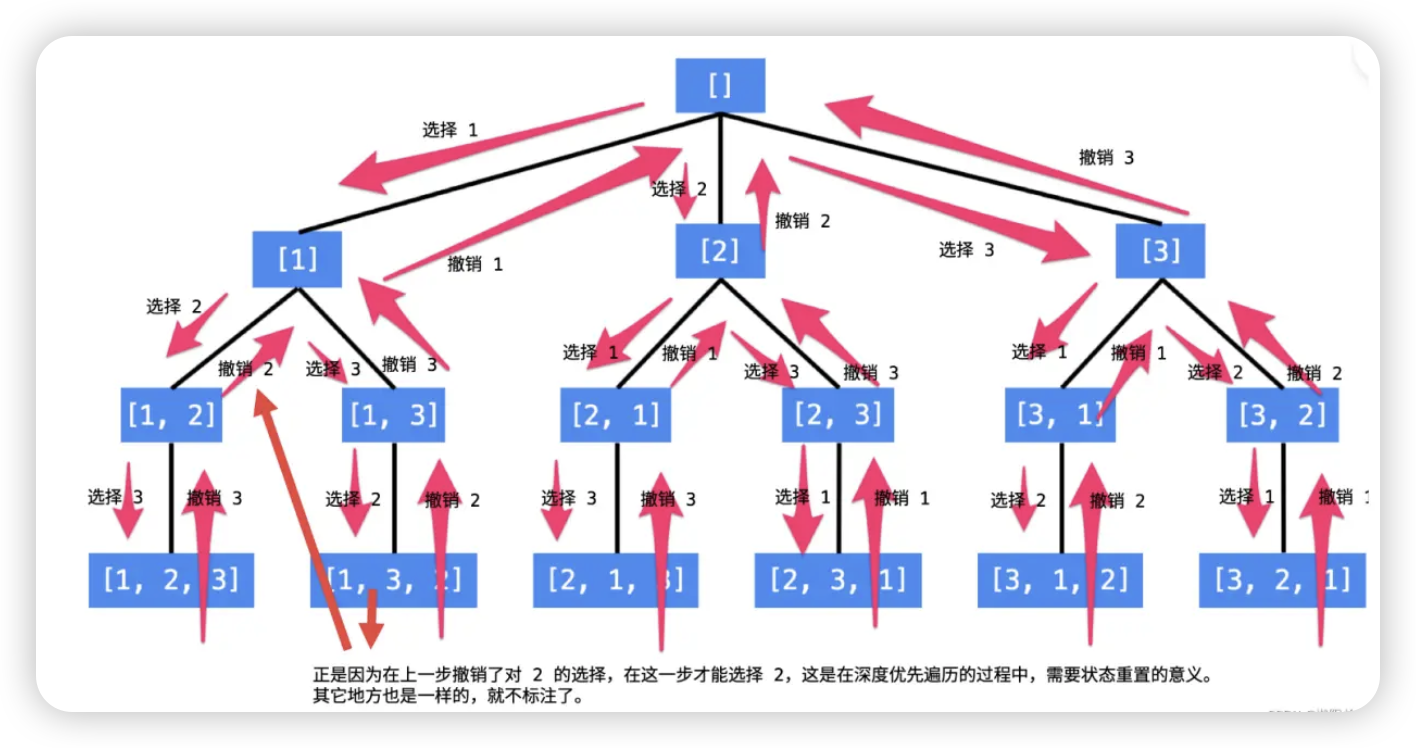 []
选择 1
撤销 3
选择 2
撤销 2
撤销 1
选择 3
[1]
[2]
[3]
选择 2
撤销 2
选择 3
撤销 3
选择 1
撤销 1
选择 3
撤销 3
选择 1
撤销 1
选择 2
撤销 2
[1, 2]
[1, 3]
[2, 1]
[2, 3]
[3, 1]
[3, 2]
选择 3
撤销 3
选择 2
撤销 2
选择 3
撤销 3
选择 1
撤销 1
选择 2
撤销 2
选择 1
撤销 1
[1, 2, 3]
[1, 3, 2]
[2, 1, 3]
[2, 3, 1]
[3, 1, 2]
[3, 2, 1]
正是因为在上一步撤销了对 2 的选择，在这一步才能选择 2，这是在深度优先遍历的过程中，需要状态重置的意义。
其它地方也是一样的，就不标注了。